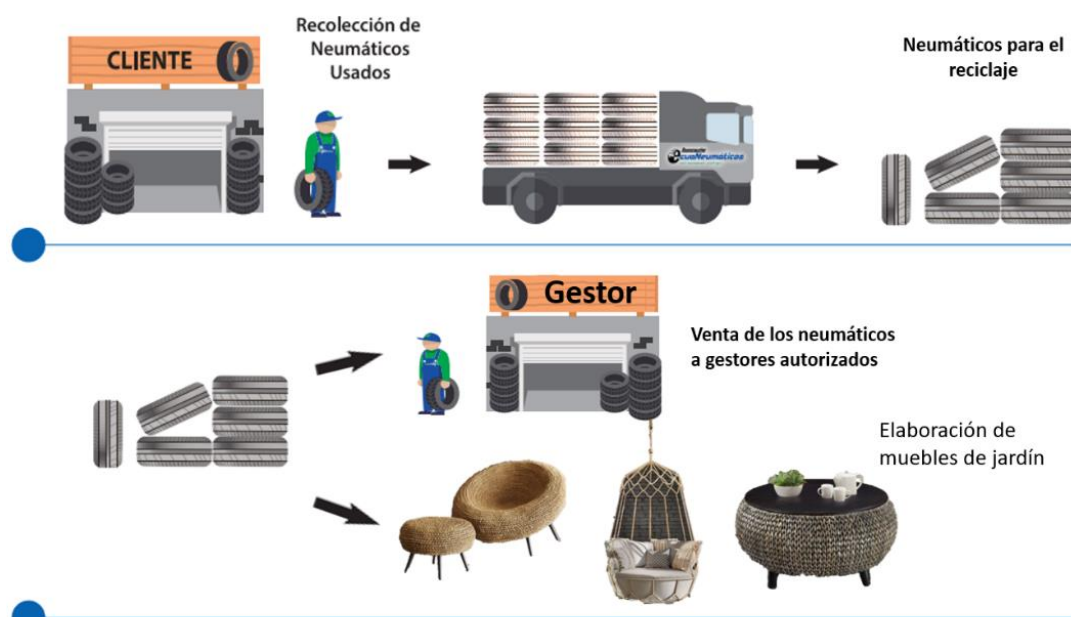 CLIENTE
Recolección de
Neumáticos
Usados
Neumáticos para el
reciclaje
Gestor
Venta de los neumáticos
a gestores autorizados
Elaboración de
muebles de jardín